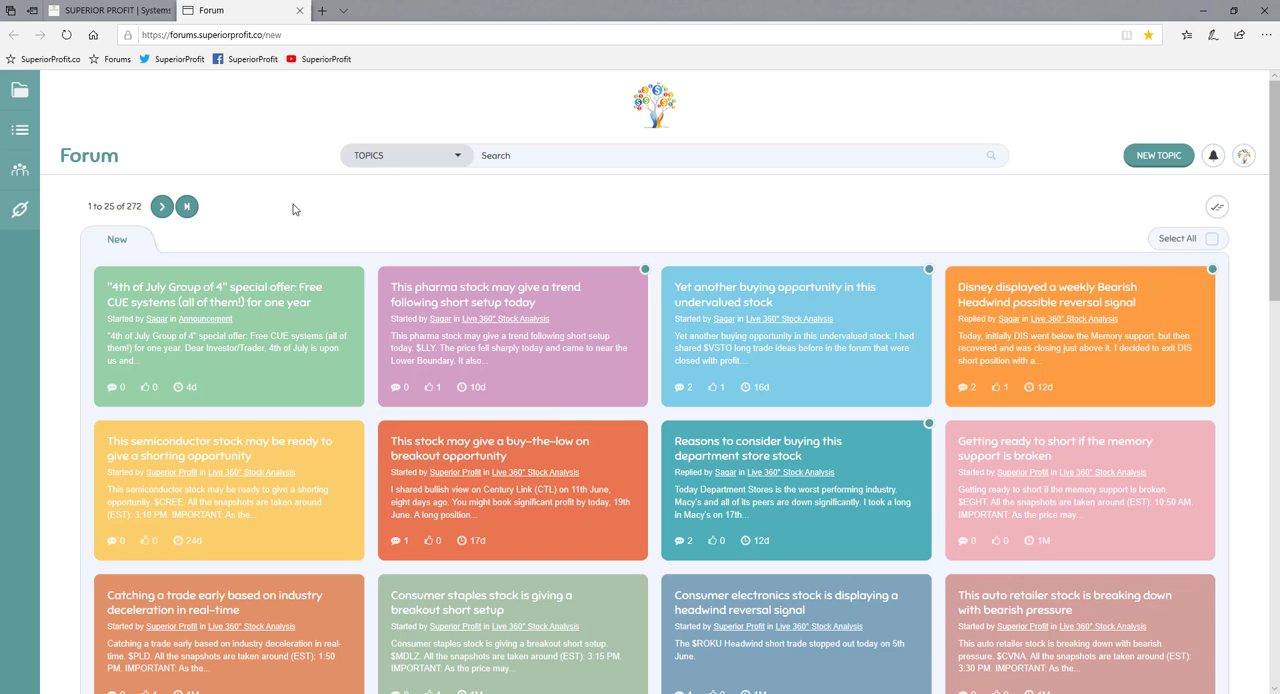 SUPERIOR PROFIT | Systems
Forum
https://forums.superiorprofit.co/new
SuperiorProfit.co
Forums
SuperiorProfit
SuperiorProfit
SuperiorProfit
Forum
TOPICS
Search
NEW TOPIC
1 to 25 of 272
New
Select All
"4th of July Group of 4" special offer: Free
CUE systems (all of them!) for one year
Started by Sagar in Announcement
"4th of July Group of 4" special offer: Free CUE systems (all of
them!) for one year. Dear Investor/Trader, 4th of July is upon
us and...
0 0 4d
This pharma stock may give a trend
following short setup today
Started by Sagar in Live 360° Stock Analysis
This pharma stock may give a trend following short setup
today. $LLY. The price fell sharply today and came to near the
Lower Boundary. It also...
0 1 10d
Yet another buying opportunity in this
undervalued stock
Started by Sagar in Live 360° Stock Analysis
Yet another buying opportunity in this undervalued stock. I had
shared $VSTO long trade ideas before in the forum that were
closed with profit...
2 1 16d
Disney displayed a weekly Bearish
Headwind possible reversal signal
Replied by Sagar in Live 360° Stock Analysis
Today, initially DIS went below the Memory support, but then
recovered and was closing just above it. I decided to exit DIS
short position with a...
2 1 12d
This semiconductor stock may be ready to
give a shorting opportunity
Started by Superior Profit in Live 360° Stock Analysis
This semiconductor stock may be ready to give a shorting
opportunity. $CREE. All the snapshots are taken around
(EST): 3:10 PM. IMPORTANT: As the...
0 0 24d
This stock may give a buy-the-low on
breakout opportunity
Started by Superior Profit in Live 360° Stock Analysis
I shared bullish view on Century Link (CTL) on 11th June,
eight days ago. You might book significant profit by today, 19th
June. A long position...
1 0 17d
Reasons to consider buying this
department store stock
Replied by Sagar in Live 360° Stock Analysis
Today Department Stores is the worst performing industry.
Macy's and all of its peers are down significantly. I took a long
in Macy's on 17th...
2 0 12d
Getting ready to short if the memory
support is broken
Started by Superior Profit in Live 360° Stock Analysis
Getting ready to short if the memory support is broken.
$EGHT. All the snapshots are taken around (EST): 10:50 AM.
IMPORTANT: As the price may...
0 0 1M
Catching a trade early based on industry
deceleration in real-time
Started by Superior Profit in Live 360° Stock Analysis
Catching a trade early based on industry deceleration in real-
time. $PLD. All the snapshots are taken around (EST): 1:50
PM. IMPORTANT: As the...
Consumer staples stock is giving a
breakout short setup
Started by Superior Profit in Live 360° Stock Analysis
Consumer staples stock is giving a breakout short setup.
$MDLZ. All the snapshots are taken around (EST): 3:15 PM.
IMPORTANT: As the price may...
Consumer electronics stock is displaying a
headwind reversal signal
Started by Superior Profit in Live 360° Stock Analysis
The $ROKU Headwind short trade stopped out today on 5th
June.
This auto retailer stock is breaking down
with bearish pressure
Started by Superior Profit in Live 360° Stock Analysis
This auto retailer stock is breaking down with bearish
pressure. $CVNA. All the snapshots are taken around (EST):
3:30 PM. IMPORTANT: As the...